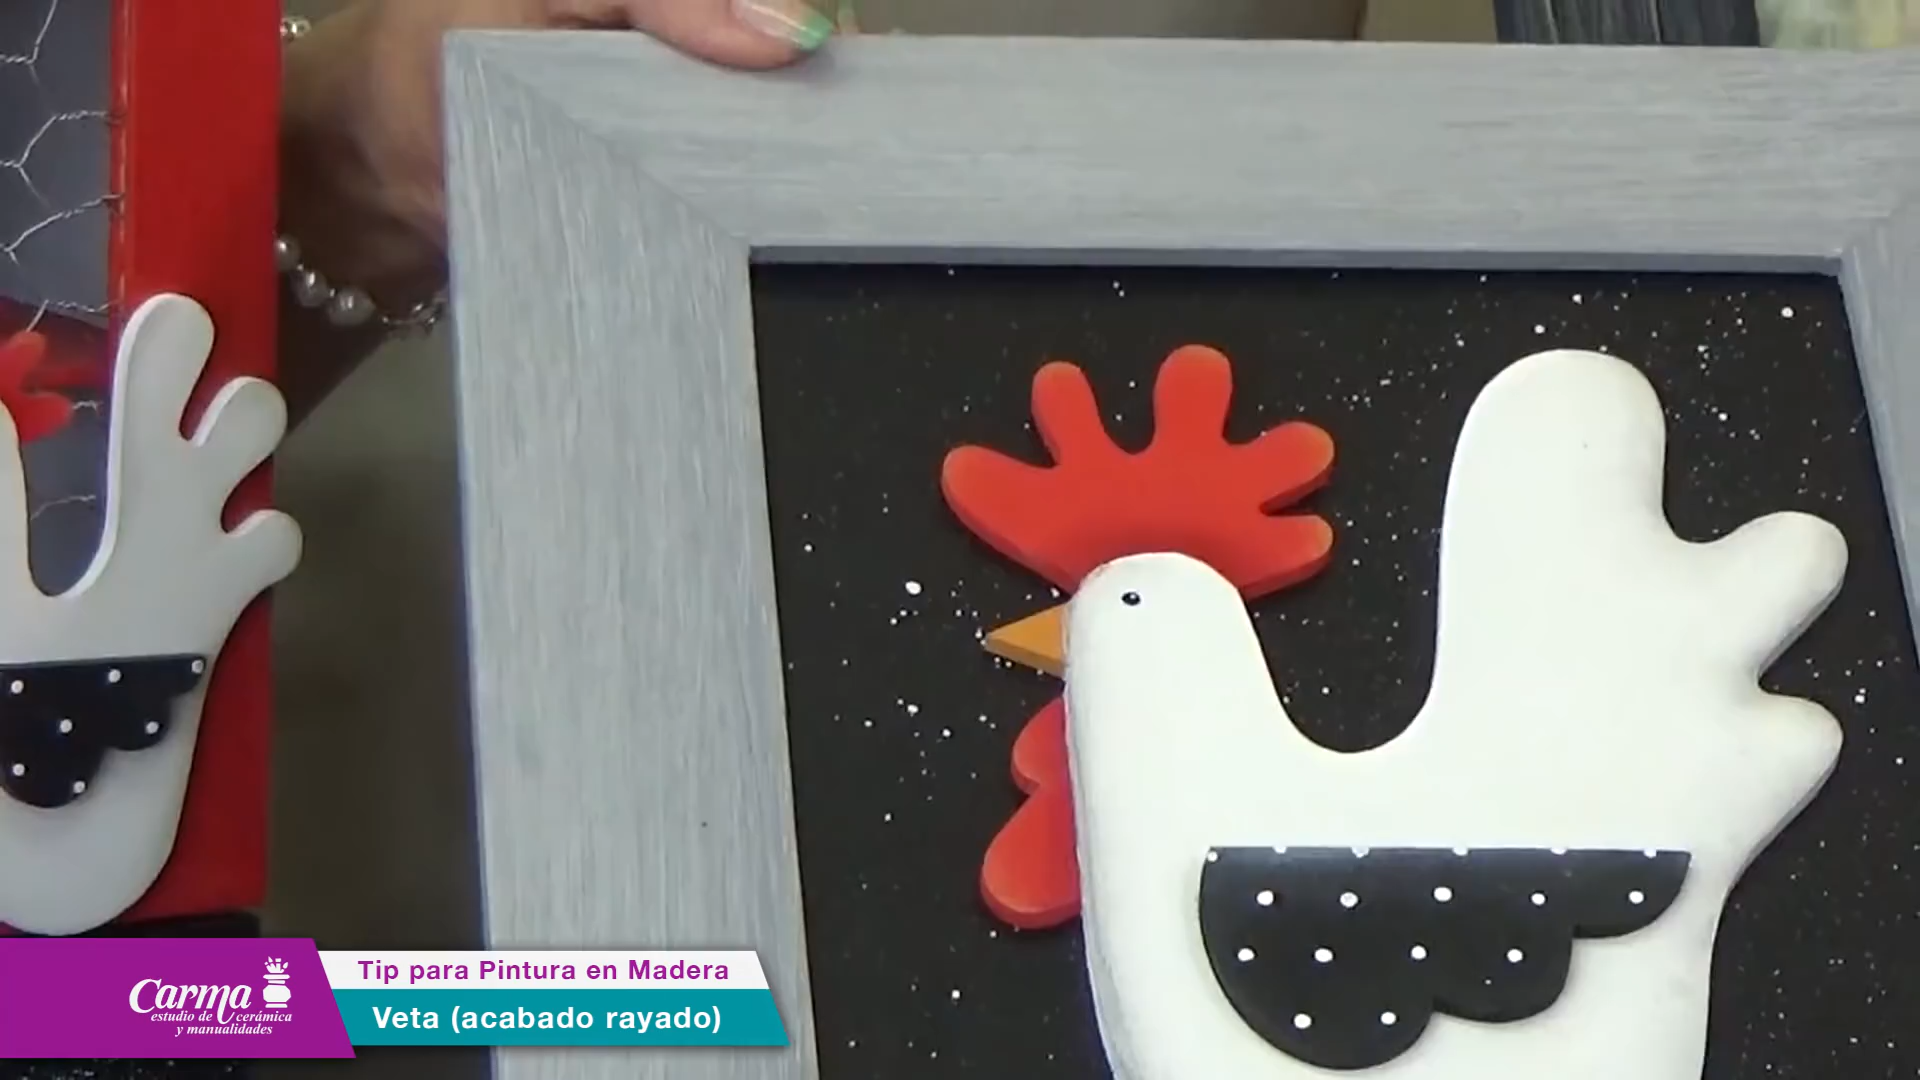 Carma
estudio de cerámica
y manualidades
Tip para Pintura en Madera
Veta (acabado rayado)